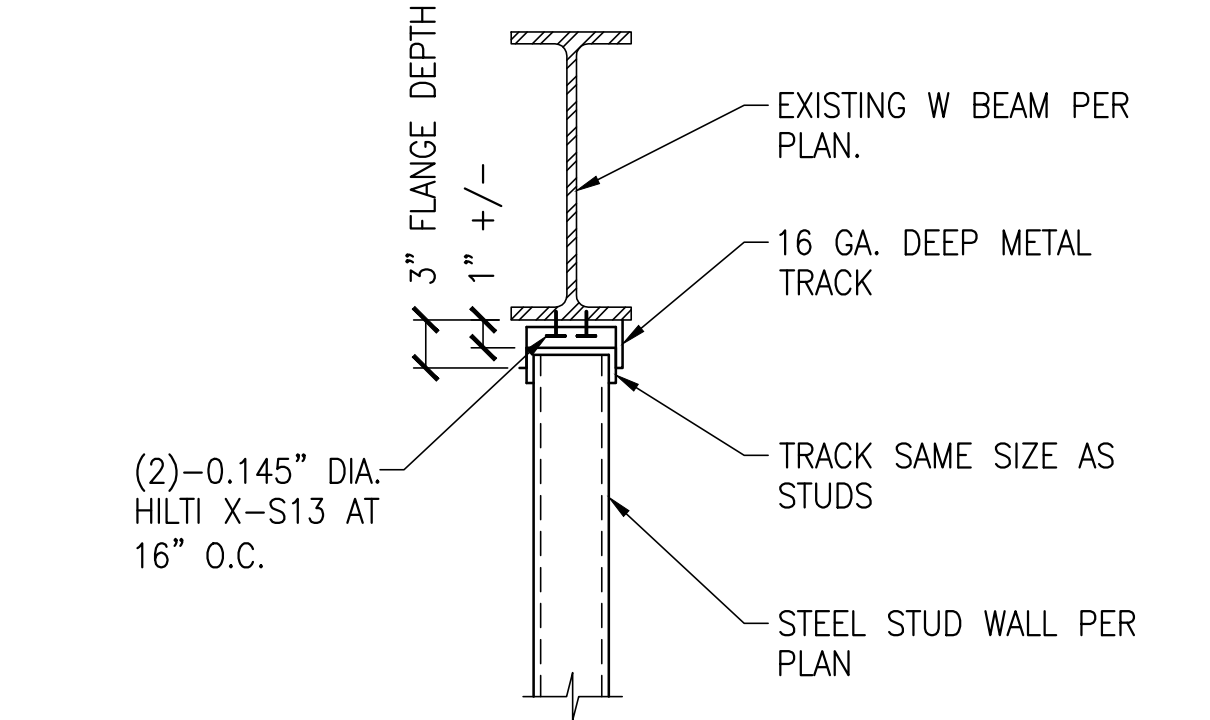 3” FLANGE DEPTH
1” +/-
EXISTING W BEAM PER
PLAN.
16 GA. DEEP METAL
TRACK
(2)-0.145” DIA.
HILTI X-S13 AT
16” O.C.
TRACK SAME SIZE AS
STUDS
STEEL STUD WALL PER
PLAN